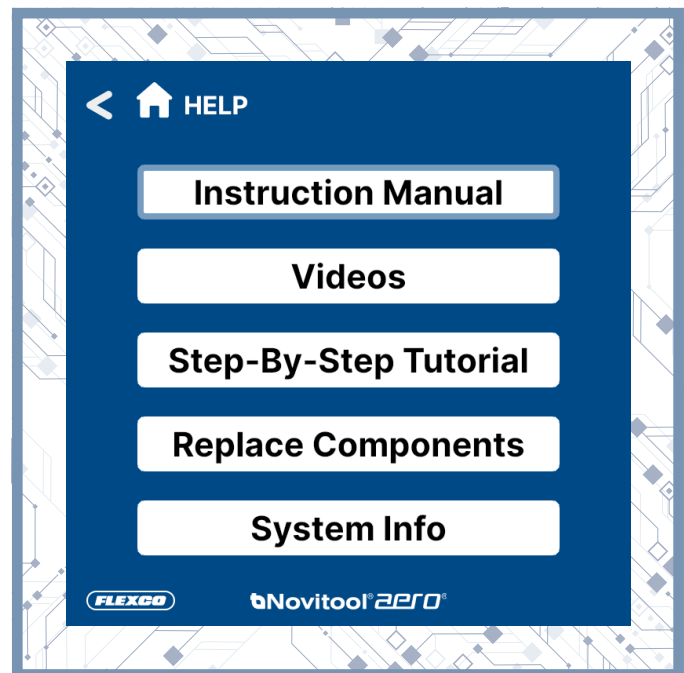 < HELP
Instruction Manual
Videos
Step-By-Step Tutorial
Replace Components
System Info
FLEXCO Novitool® aero®